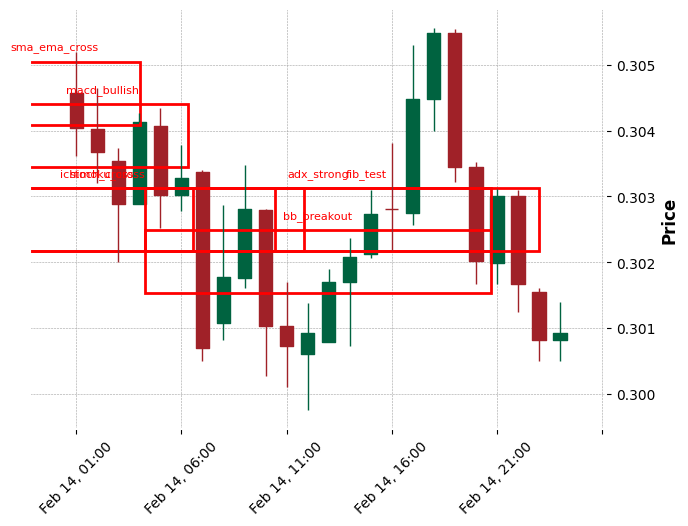 sma_ema_cross
macd_bullish
adx_strong
fib_test
bb_breakout
0.305
0.304
0.303
0.302
0.301
0.300
Price
Feb 14, 01:00
Feb 14, 06:00
Feb 14, 11:00
Feb 14, 16:00
Feb 14, 21:00